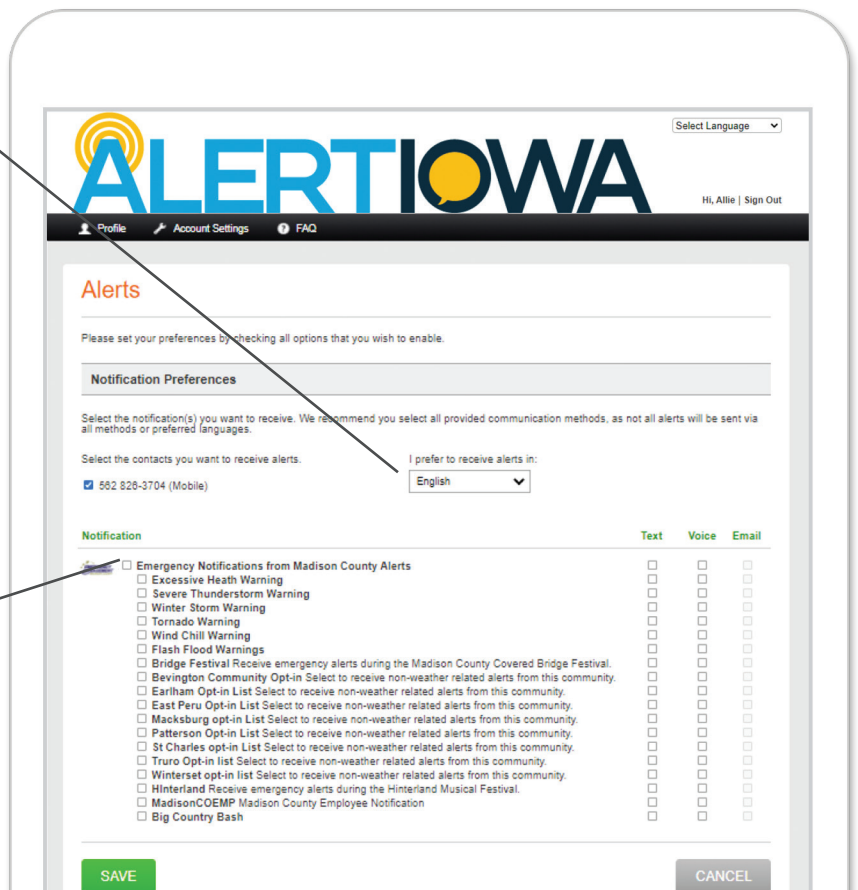 ALERTIOWA
Select Language
Hi, Allie | Sign Out
Profile Account Settings FAQ
Alerts
Please set your preferences by checking all options that you wish to enable.
Notification Preferences
Select the notification(s) you want to receive. We recommend you select all provided communication methods, as not all alerts will be sent via
all methods or preferred languages.
Select the contacts you want to receive alerts. I prefer to receive alerts in:
562 826-3704 (Mobile) English
Notification Text Voice Email
Emergency Notifications from Madison County Alerts
Excessive Heath Warning
Severe Thunderstorm Warning
Winter Storm Warning
Tornado Warning
Wind Chill Warning
Flash Flood Warnings
Bridge Festival Receive emergency alerts during the Madison County Covered Bridge Festival.
Bevington Community Opt-in Select to receive non-weather related alerts from this community.
Earlham Opt-in List Select to receive non-weather related alerts from this community.
East Peru Opt-in List Select to receive non-weather related alerts from this community.
Macksburg opt-in List Select to receive non-weather related alerts from this community.
Patterson Opt-in List Select to receive non-weather related alerts from this community.
St Charles opt-in List Select to receive non-weather related alerts from this community.
Truro Opt-in list Select to receive non-weather related alerts from this community.
Winterset opt-in list Select to receive non-weather related alerts from this community.
HInterland Receive emergency alerts during the Hinterland Musical Festival.
MadisonCOEMP Madison County Employee Notification
Big Country Bash
SAVE CANCEL